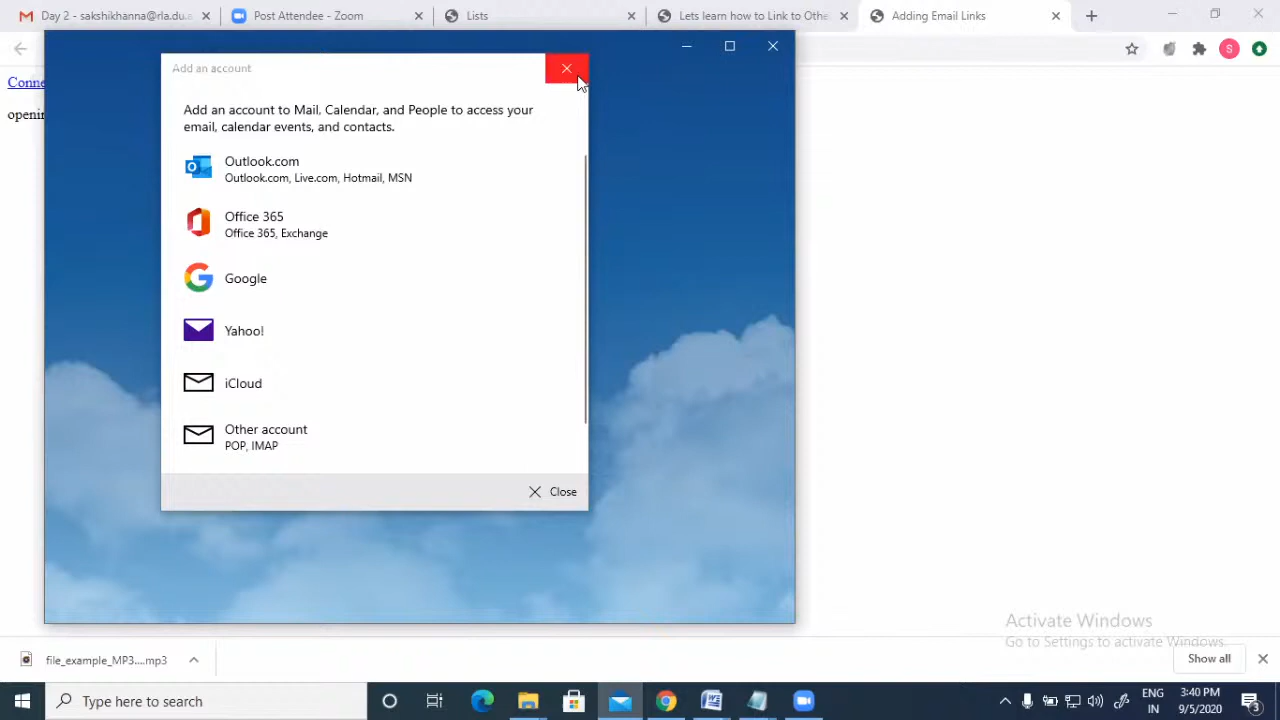 Day 2 - sakshikhanna@rla.du.e
Post Attendee - Zoom
Lists
Lets learn how to Link to Othe
Adding Email Links
Conne
openin
Add an account
Add an account to Mail, Calendar, and People to access your
email, calendar events, and contacts.
Outlook.com
Outlook.com, Live.com, Hotmail, MSN
Office 365
Office 365, Exchange
Google
Yahoo!
iCloud
Other account
POP, IMAP
Close
Activate Windows
Go to Settings to activate Windows.
file_example_MP3....mp3
Show all
Type here to search
ENG
IN
3:40 PM
9/5/2020
3
S